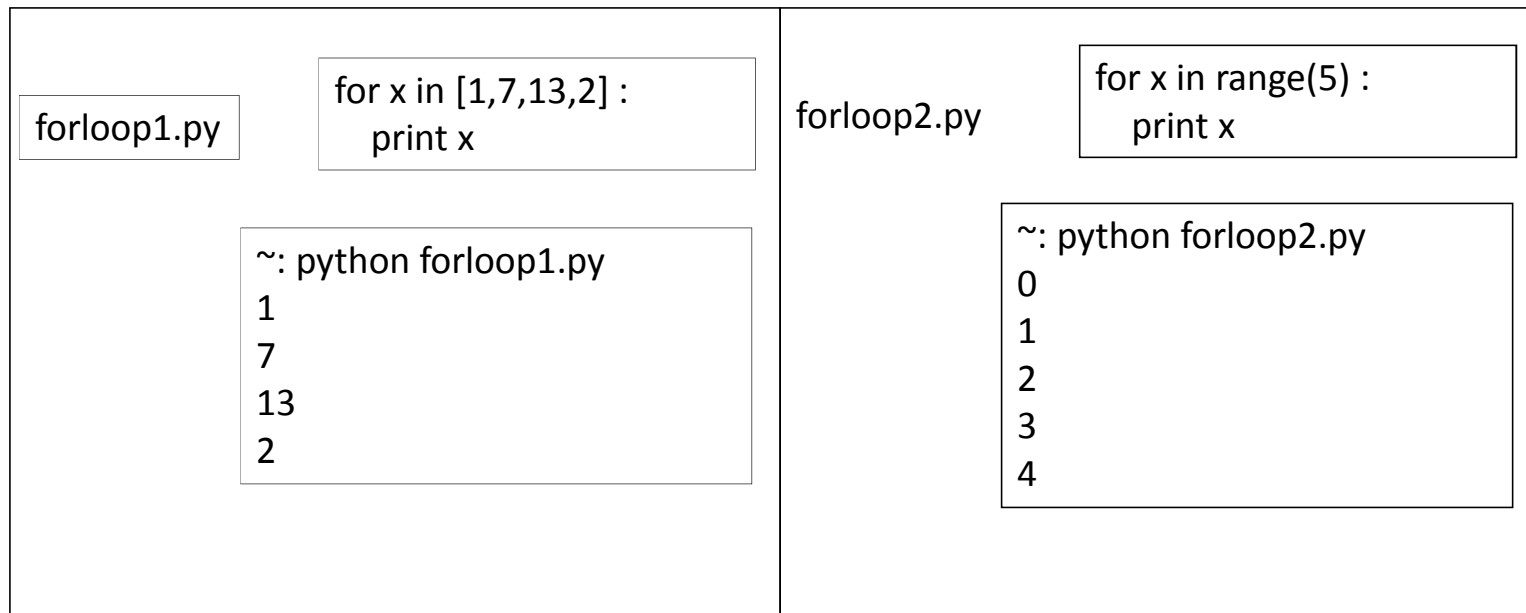 forloop1.py
for x in [1,7,13,2] :
print x
~: python forloop1.py
1
7
13
2
forloop2.py
for x in range(5) :
print x
~: python forloop2.py
0
1
2
3
4